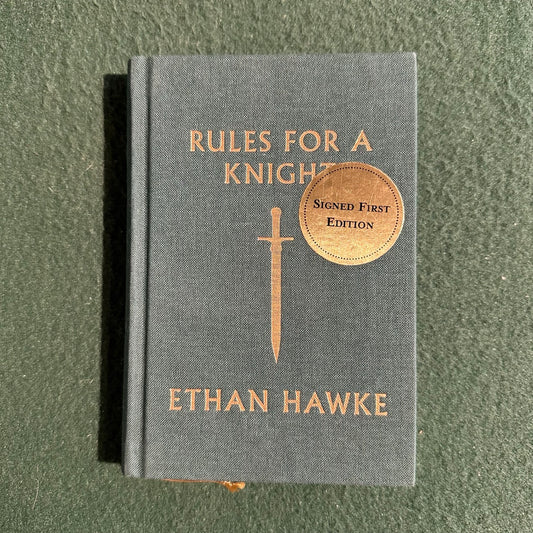 RULES FOR A
KNIGHT
SIGNED FIRST
EDITION
ETHAN HAWKE